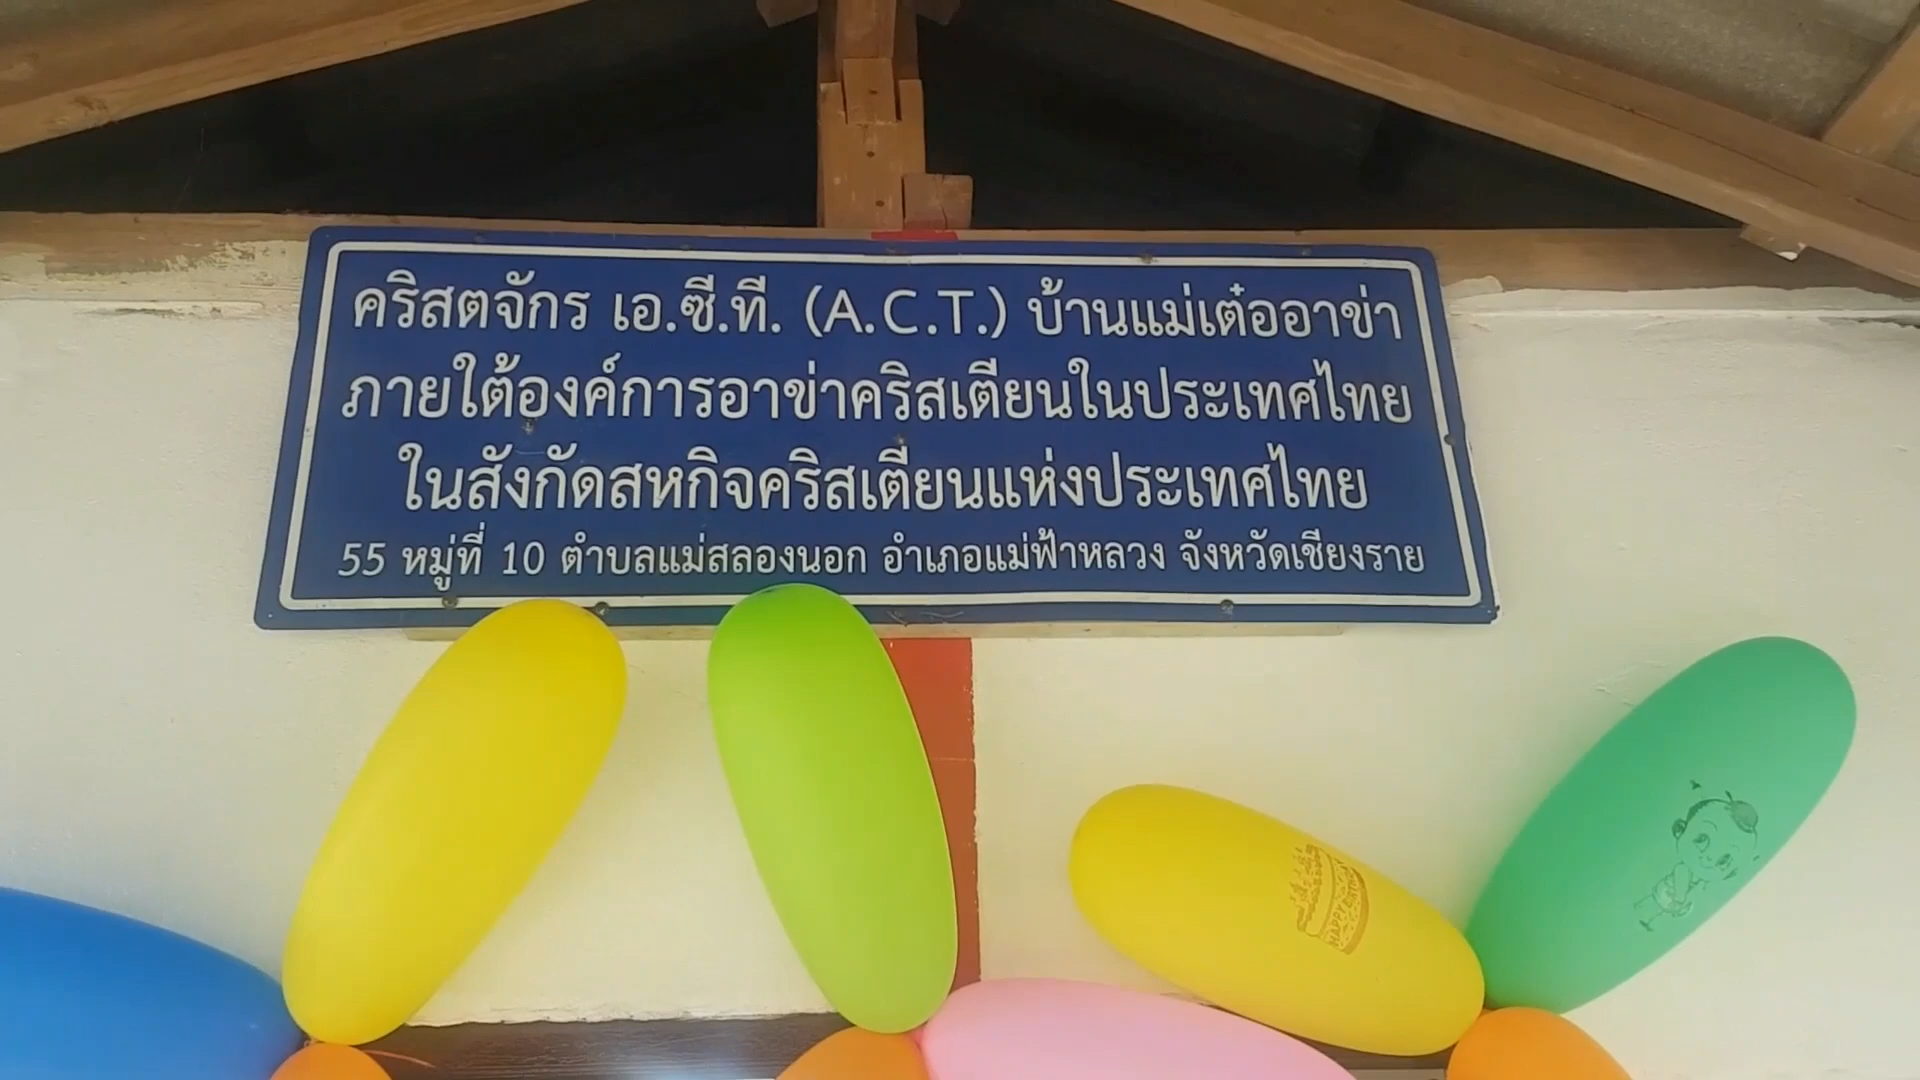 คริสตจักร เอ.ซี.ที. (A.C.T.) บ้านแม่เต๋ออาข่า
ภายใต้องค์การอาข่าคริสเตียนในประเทศไทย
ในสังกัดสหกิจคริสเตียนแห่งประเทศไทย
55 หมู่ที่ 10 ตำบลแม่สลองนอก อำเภอแม่ฟ้าหลวง จังหวัดเชียงราย
HAPPY